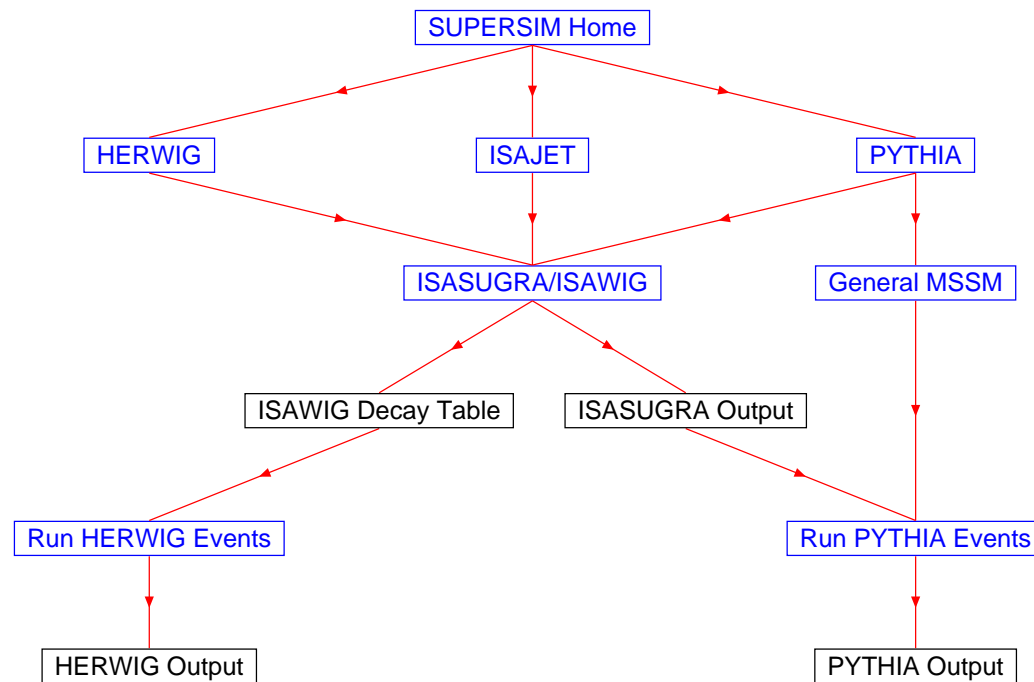 SUPERSIM Home
HERWIG
ISAJET
PYTHIA
ISASUGRA/ISAWIG
General MSSM
ISAWIG Decay Table
ISASUGRA Output
Run HERWIG Events
Run PYTHIA Events
HERWIG Output
PYTHIA Output